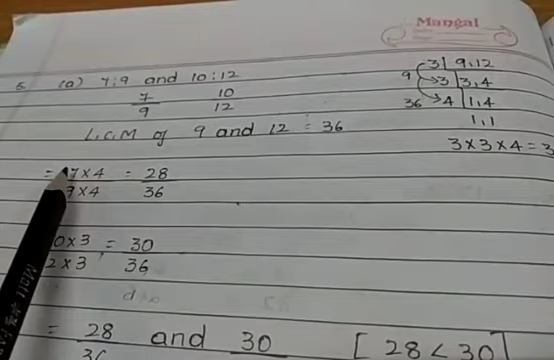 Mangal
5. (a) 7:9 and 10:12
7/9 10/12
L.C.M of 9 and 12 = 36
3 | 9,12
9 3 | 3,4
36 4 | 1,4
1,1
3×3×4=3
= 7×4 = 28
9×4 36
0×3 = 30
2×3 36
= 28 and 30 [28<30]
36